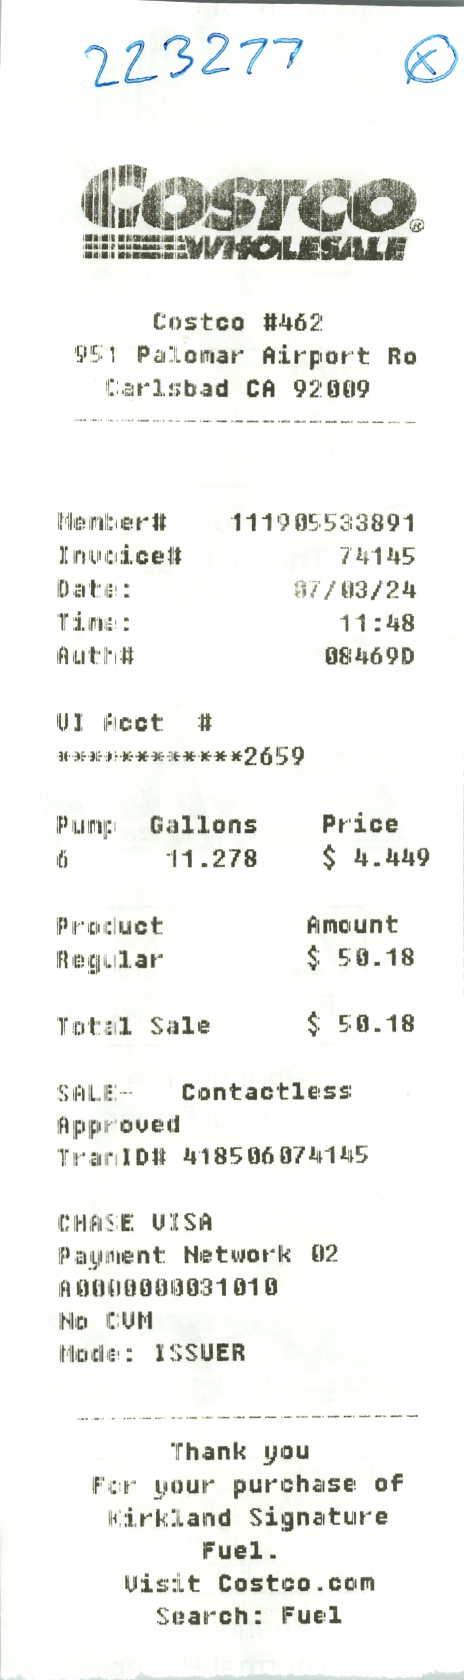 223277 X
COSTCO®
WHOLESALE
Costco #462
951 Palomar Airport Ro
Carlsbad CA 92009
Member# 111905533891
Invoice# 74145
Date: 07/03/24
Time: 11:48
Auth# 08469D
VI Acct #
************2659
Pump Gallons Price
6 11.278 $ 4.449
Product Amount
Regular $ 50.18
Total Sale $ 50.18
SALE- Contactless
Approved
TranID# 418506074145
CHASE VISA
Payment Network 02
A0000000031010
No CVM
Mode: ISSUER
Thank you
For your purchase of
Kirkland Signature
Fuel.
Visit Costco.com
Search: Fuel